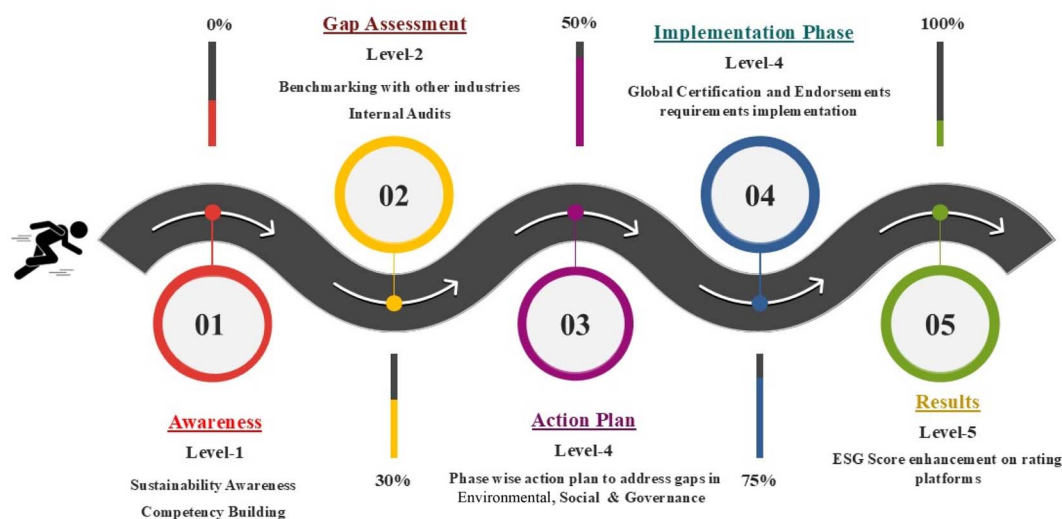 0%
Gap Assessment
Level-2
Benchmarking with other industries
Internal Audits
50%
Implementation Phase
Level-4
Global Certification and Endorsements
requirements implementation
100%
02
04
01
03
05
Awareness
Level-1
Sustainability Awareness
Competency Building
30%
Action Plan
Level-4
Phase wise action plan to address gaps in
Environmental, Social & Governance
75%
Results
Level-5
ESG Score enhancement on rating
platforms